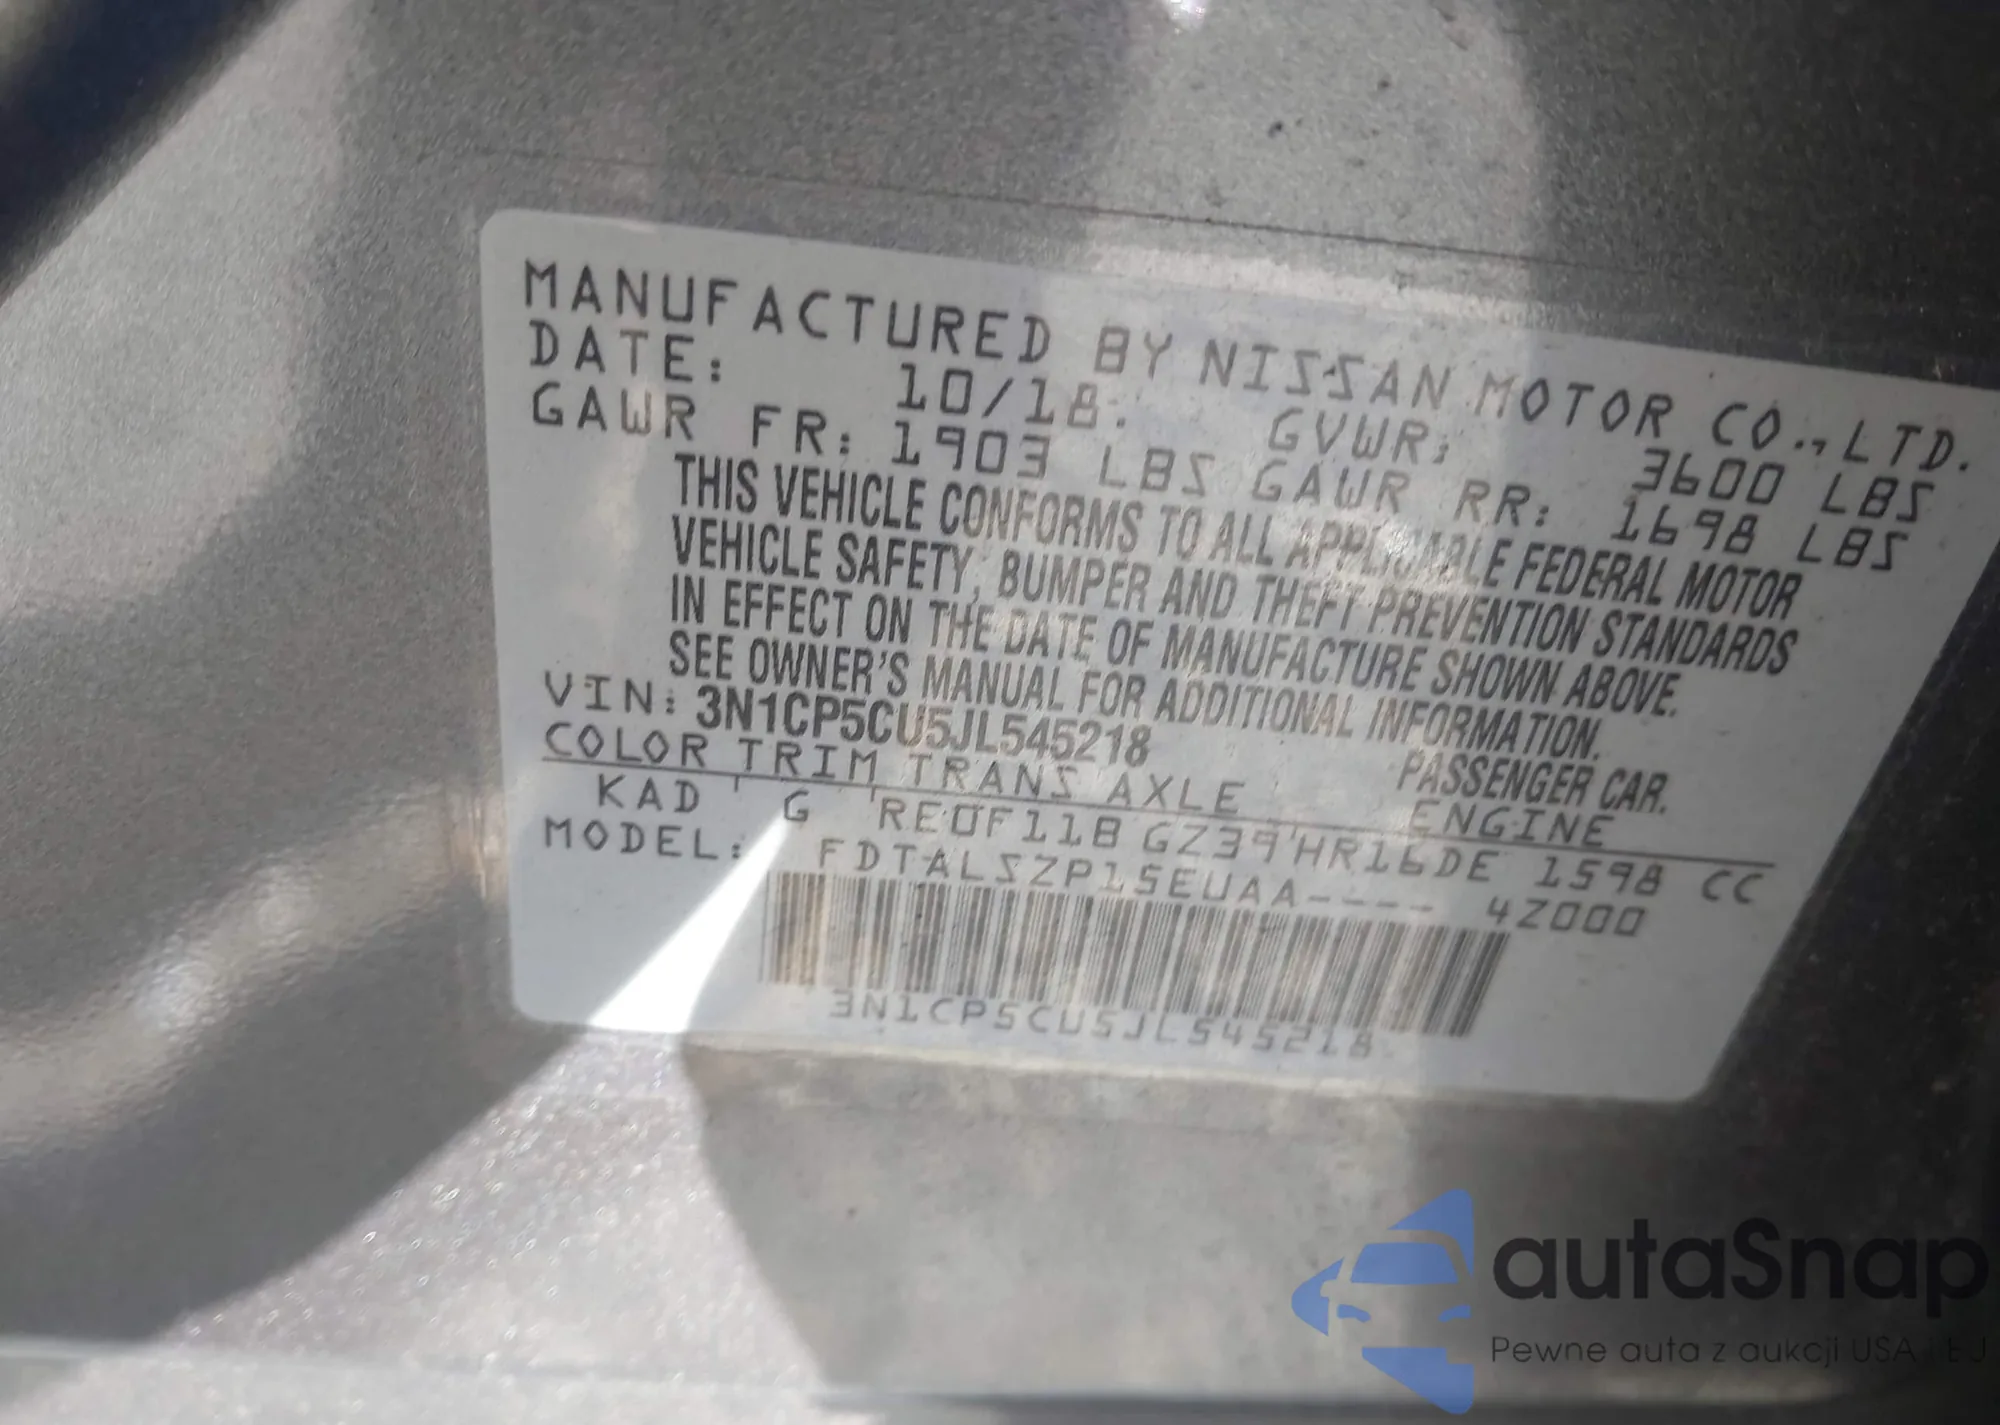 MANUFACTURED BY NISSAN MOTOR CO., LTD.
DATE: 10/18 GVWR: 3600 LBS
GAWR FR: 1903 LBS GAWR RR: 1698 LBS
THIS VEHICLE CONFORMS TO ALL APPLICABLE FEDERAL MOTOR
VEHICLE SAFETY, BUMPER AND THEFT PREVENTION STANDARDS
IN EFFECT ON THE DATE OF MANUFACTURE SHOWN ABOVE.
SEE OWNER'S MANUAL FOR ADDITIONAL INFORMATION.
VIN: 3N1CP5CU5JL545218 PASSENGER CAR.
COLOR TRIM TRANS AXLE ENGINE
KAD G RE0F11B GZ39 HR16DE 1598 CC
MODEL: FDTALSZP15EUAA---- 4Z000
3N1CP5CU5JL545218
autaSnap
Pewne auta z aukcji USA i EU